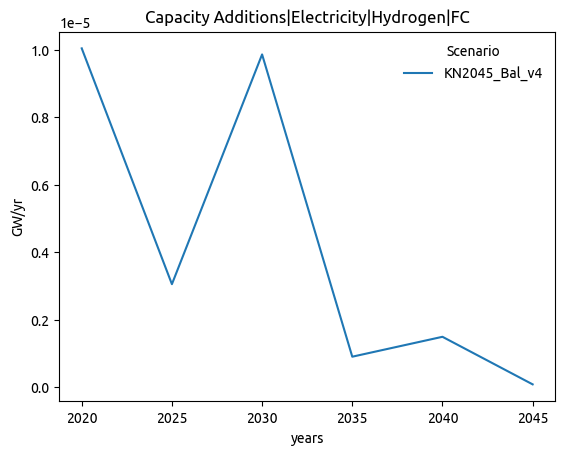 Capacity Additions|Electricity|Hydrogen|FC
1e−5
Scenario
KN2045_Bal_v4
1.0
0.8
0.6
0.4
0.2
0.0
GW/yr
2020 2025 2030 2035 2040 2045
years